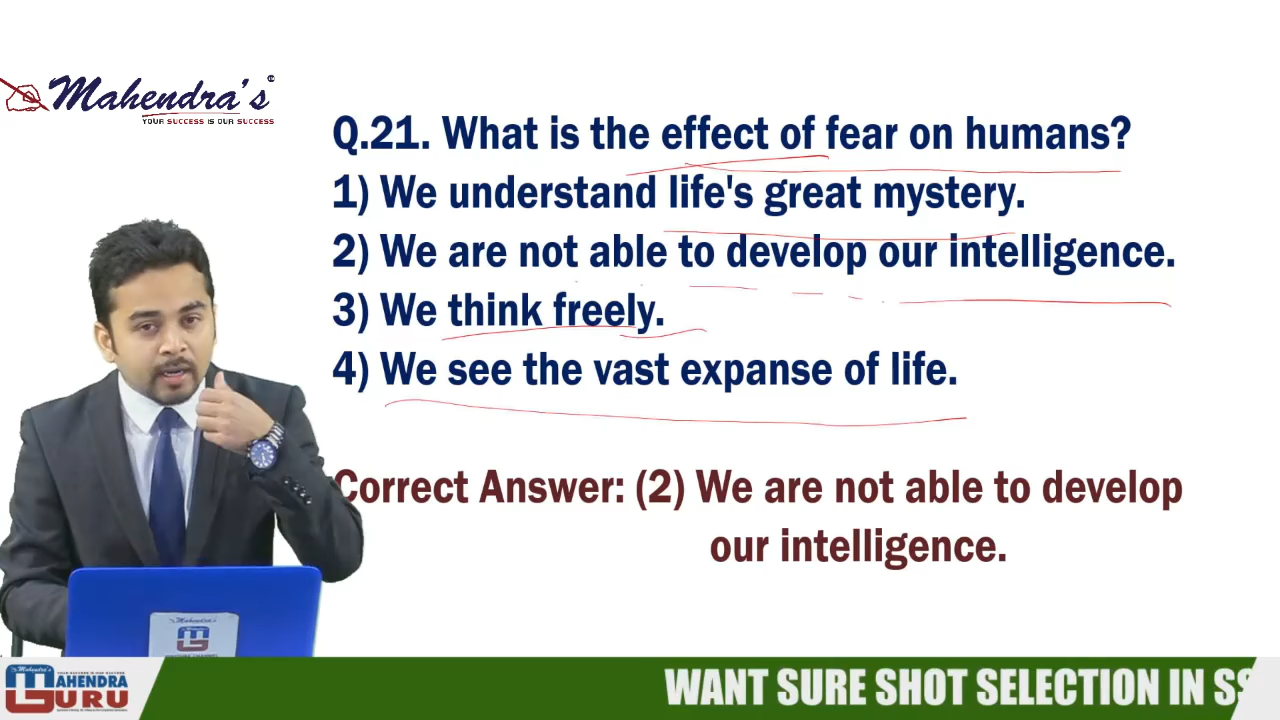 Mahendra's
YOUR SUCCESS IS OUR SUCCESS
Q.21. What is the effect of fear on humans?
1) We understand life's great mystery.
2) We are not able to develop our intelligence.
3) We think freely.
4) We see the vast expanse of life.
Correct Answer: (2) We are not able to develop
our intelligence.
Mahendra's
MAHENDRA
GURU
WANT SURE SHOT SELECTION IN SS